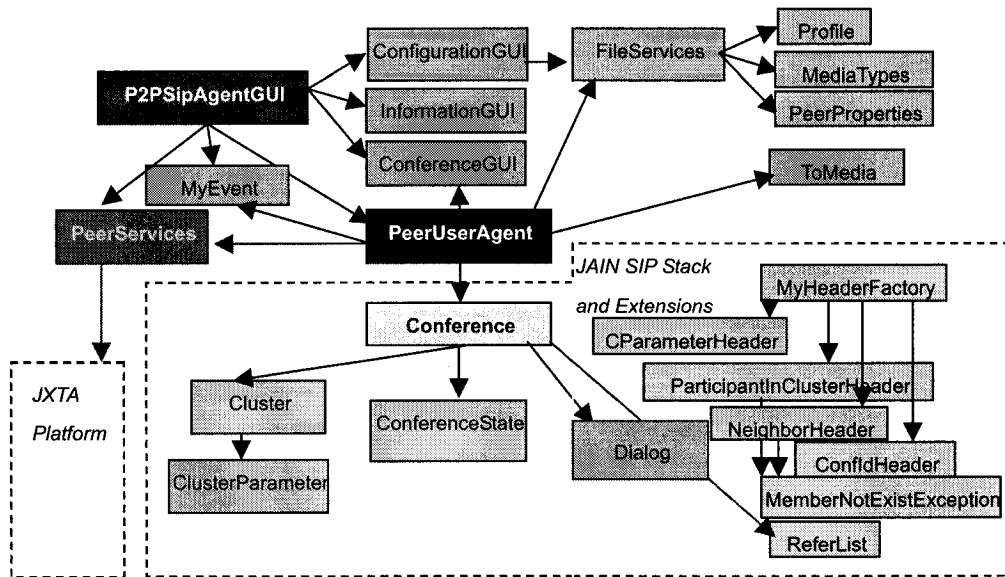 ConfigurationGUI
FileServices
Profile
MediaTypes
PeerProperties
P2PSipAgentGUI
InformationGUI
ConferenceGUI
ToMedia
MyEvent
PeerServices
PeerUserAgent
JAIN SIP Stack
and Extensions
MyHeaderFactory
Conference
CParameterHeader
JXTA
Platform
Cluster
ConferenceState
ParticipantInClusterHeader
NeighborHeader
Dialog
ConfIdHeader
ClusterParameter
MemberNotExistException
ReferList